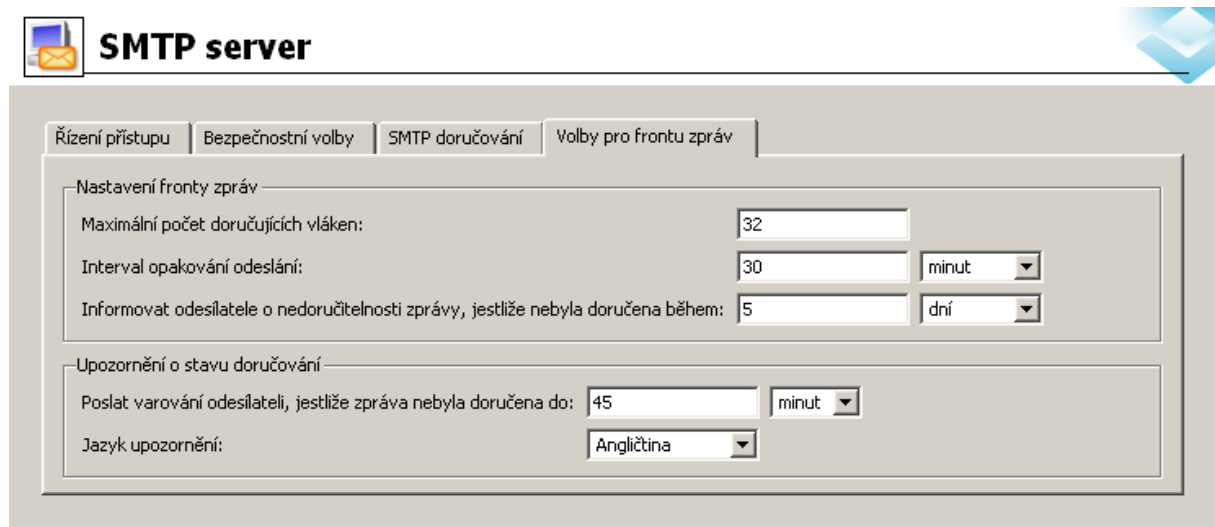 SMTP server
Řízení přístupu Bezpečnostní volby SMTP doručování Volby pro frontu zpráv
Nastavení fronty zpráv
Maximální počet doručujících vláken: 32
Interval opakování odeslání: 30 minut
Informovat odesílatele o nedoručitelnosti zprávy, jestliže nebyla doručena během: 5 dní
Upozornění o stavu doručování
Poslat varování odesílateli, jestliže zpráva nebyla doručena do: 45 minut
Jazyk upozornění: Angličtina